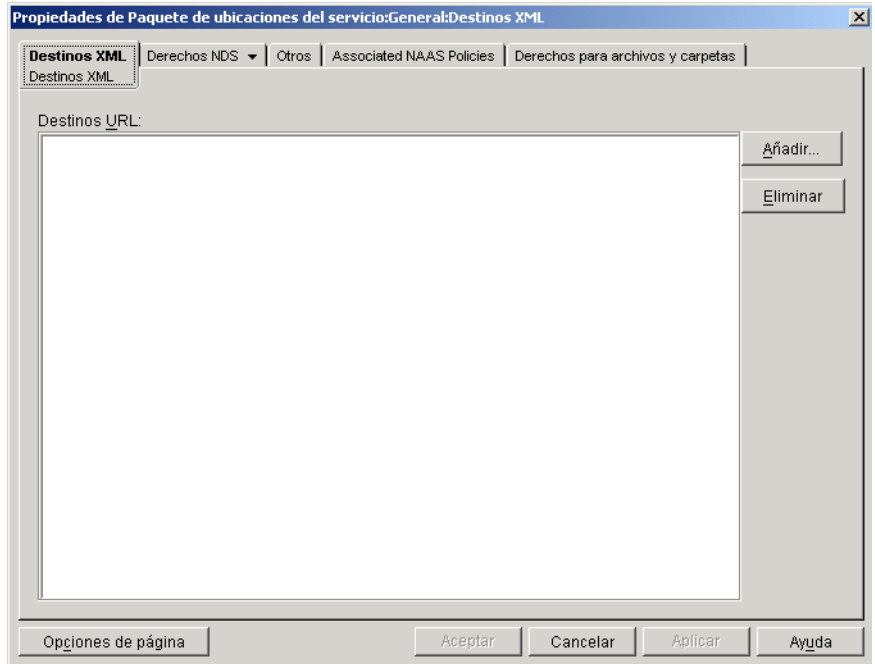 Propiedades de Paquete de ubicaciones del servicio:General:Destinos XML
Destinos XML Derechos NDS Otros Associated NAAS Policies Derechos para archivos y carpetas
Destinos XML
Destinos URL:
Añadir...
Eliminar
Opciones de página Aceptar Cancelar Aplicar Ayuda